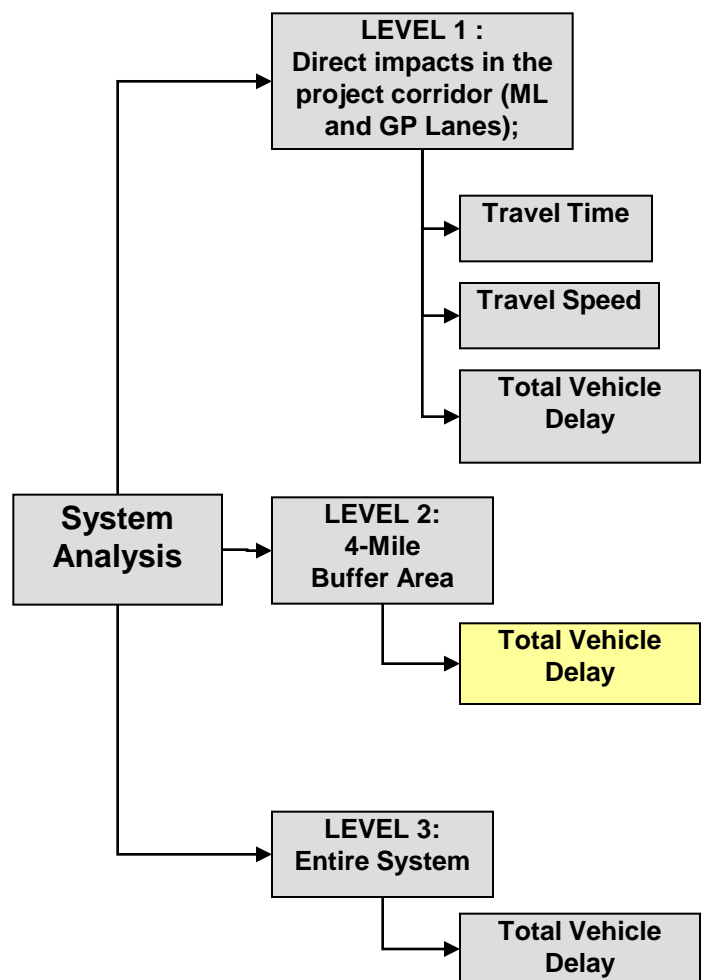 LEVEL 1 :
Direct impacts in the
project corridor (ML
and GP Lanes);
Travel Time
Travel Speed
Total Vehicle
Delay
System
Analysis
LEVEL 2:
4-Mile
Buffer Area
Total Vehicle
Delay
LEVEL 3:
Entire System
Total Vehicle
Delay